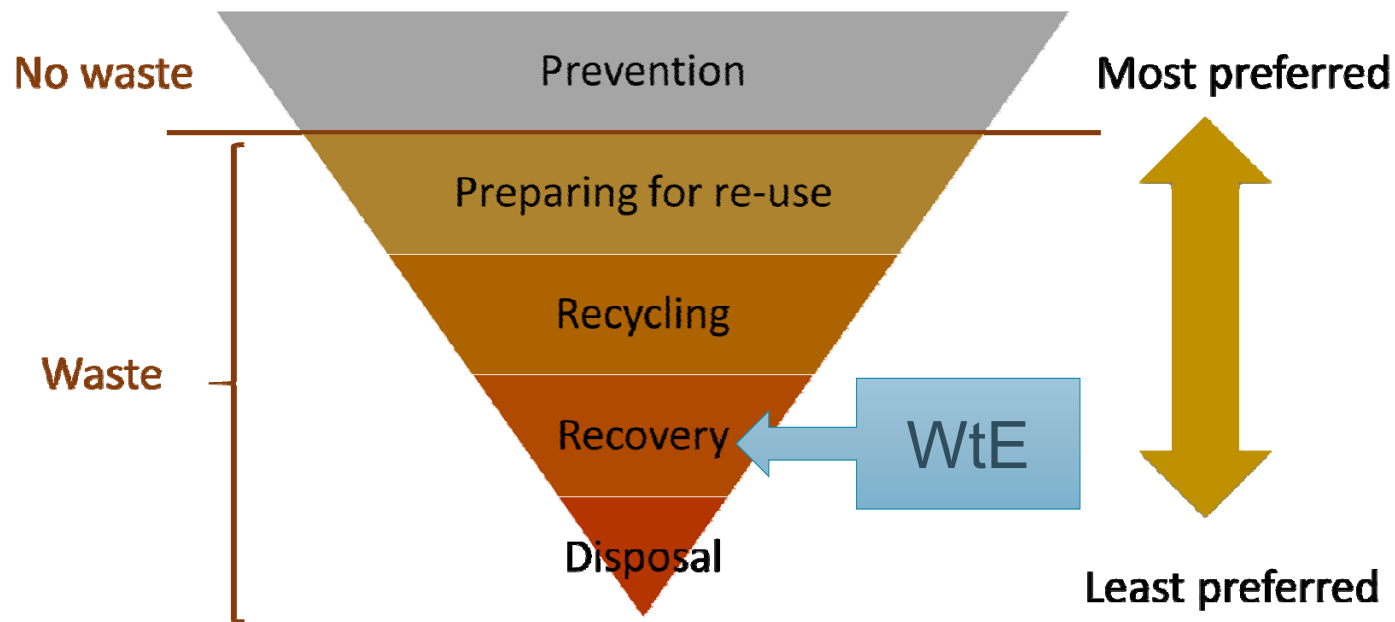 No waste
Prevention
Most preferred
Preparing for re-use
Recycling
Waste
Recovery
WtE
Disposal
Least preferred